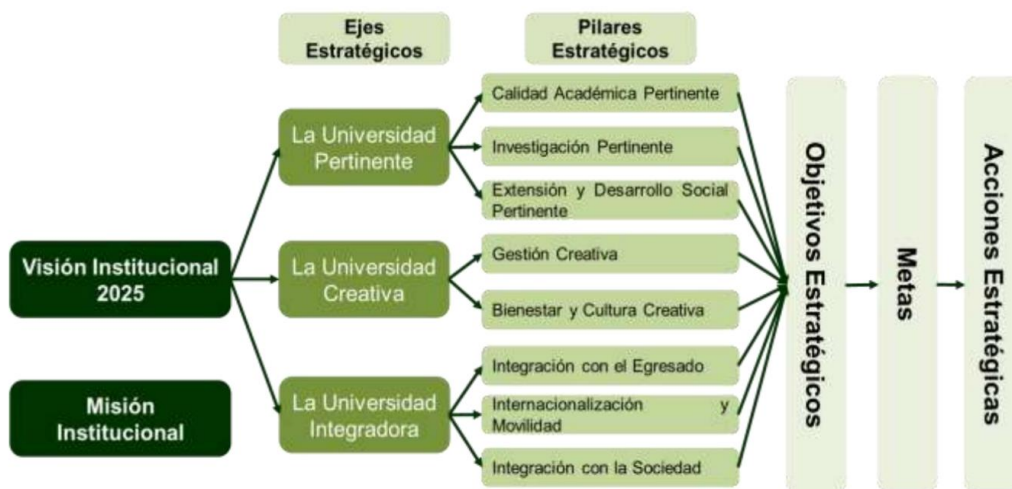 Ejes
Estratégicos
Pilares
Estratégicos
Visión Institucional
2025
Misión
Institucional
La Universidad
Pertinente
Calidad Académica Pertinente
Investigación Pertinente
Extensión y Desarrollo Social
Pertinente
La Universidad
Creativa
Gestión Creativa
Bienestar y Cultura Creativa
La Universidad
Integradora
Integración con el Egresado
Internacionalización y
Movilidad
Integración con la Sociedad
Objetivos Estratégicos
Metas
Acciones Estratégicas